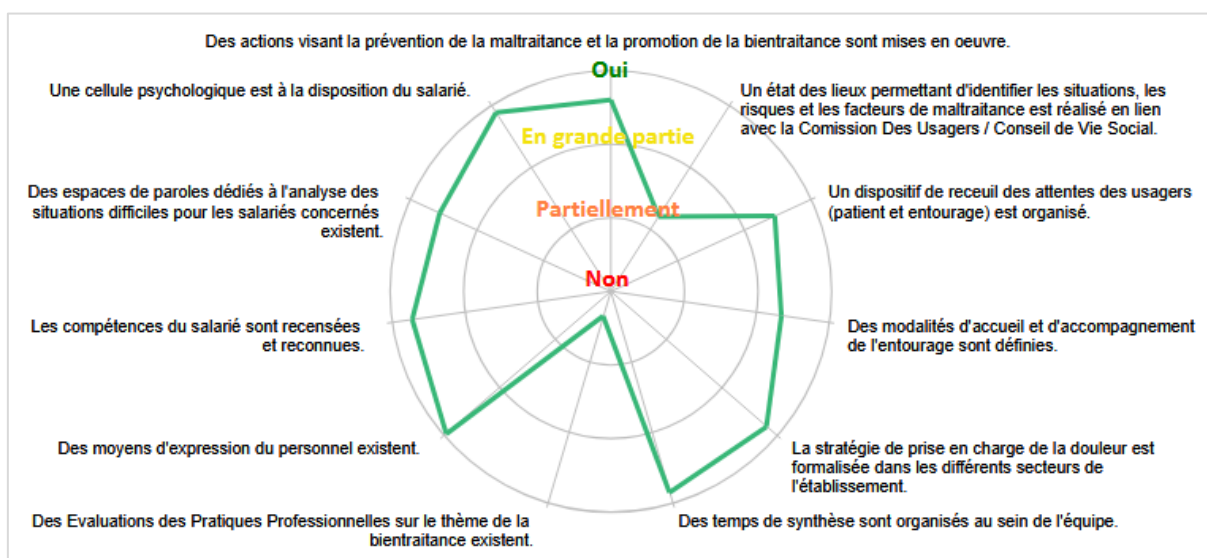 Des actions visant la prévention de la maltraitance et la promotion de la bientraitance sont mises en oeuvre.
Oui
Une cellule psychologique est à la disposition du salarié.
Un état des lieux permettant d'identifier les situations, les
risques et les facteurs de maltraitance est réalisé en lien
avec la Comission Des Usagers / Conseil de Vie Social.
En grande partie
Des espaces de paroles dédiés à l'analyse des
situations difficiles pour les salariés concernés
existent.
Partiellement
Un dispositif de receuil des attentes des usagers
(patient et entourage) est organisé.
Non
Les compétences du salarié sont recensées
et reconnues.
Des modalités d'accueil et d'accompagnement
de l'entourage sont définies.
Des moyens d'expression du personnel existent.
La stratégie de prise en charge de la douleur est
formalisée dans les différents secteurs de
l'établissement.
Des Evaluations des Pratiques Professionnelles sur le thème de la
bientraitance existent.
Des temps de synthèse sont organisés au sein de l'équipe.